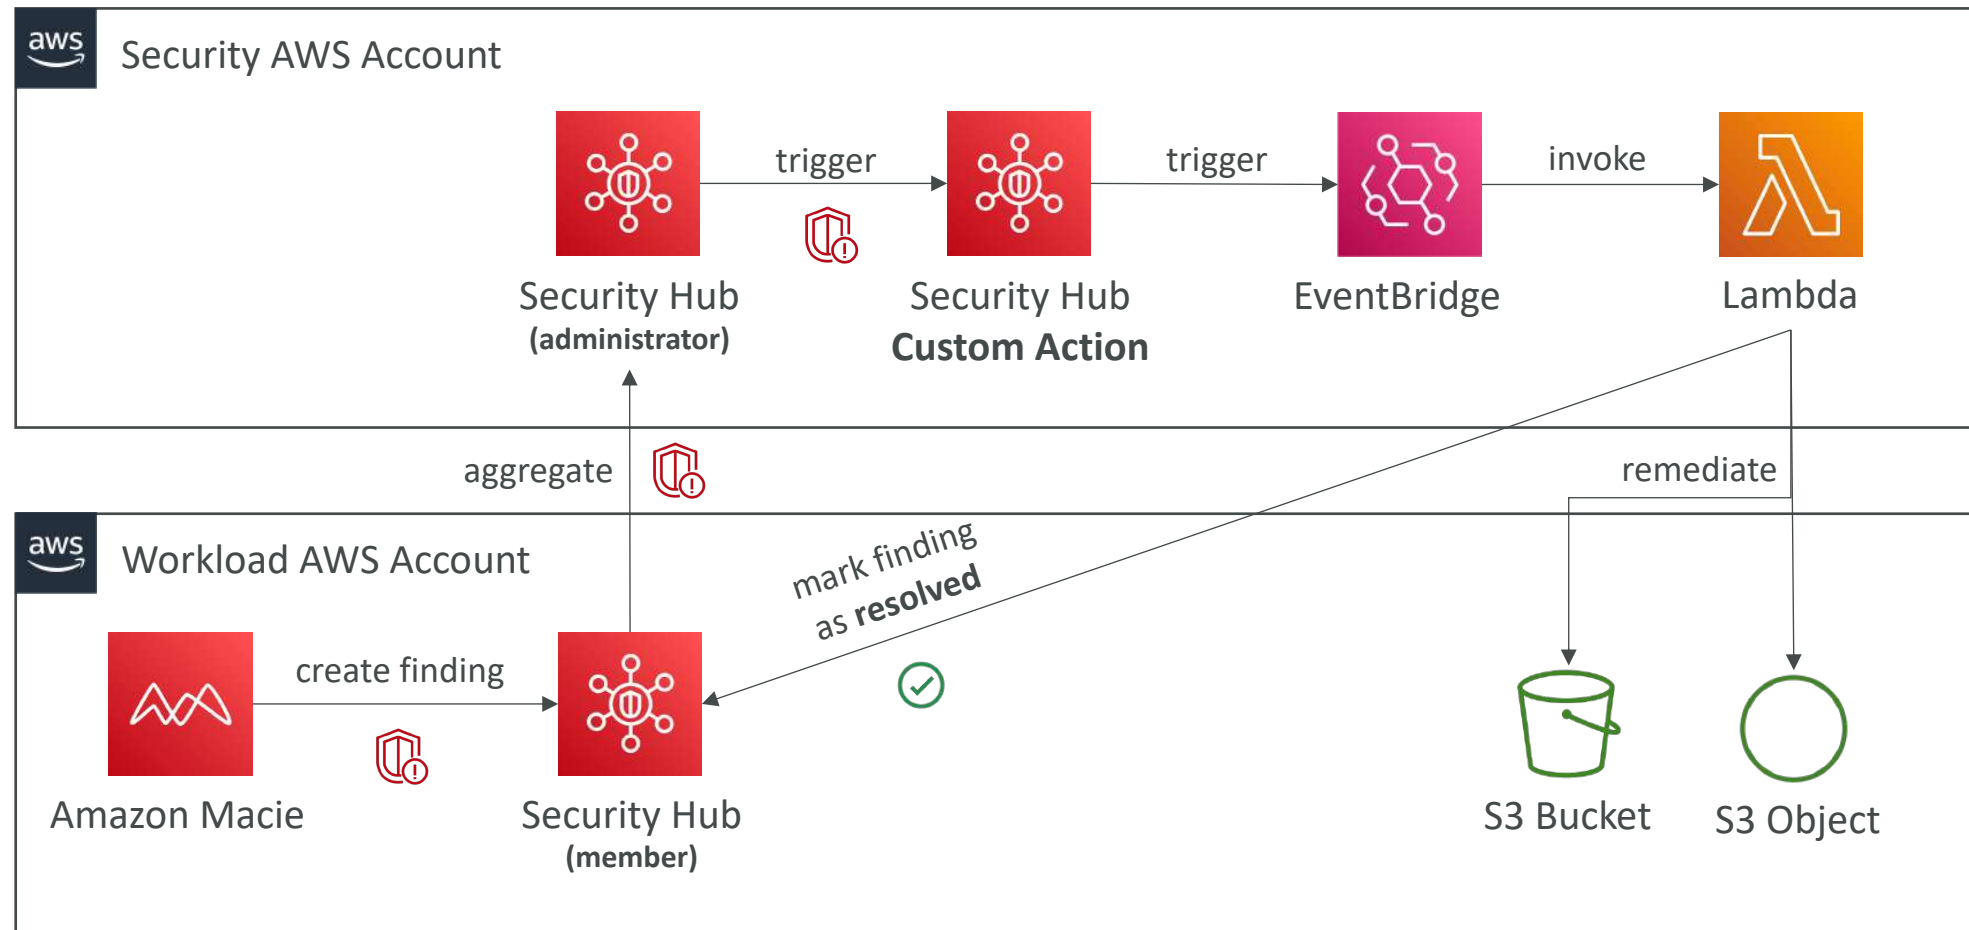 aws
Security AWS Account
trigger
trigger
invoke
Security Hub
(administrator)
Security Hub
Custom Action
EventBridge
Lambda
aggregate
remediate
aws
Workload AWS Account
mark finding
as resolved
create finding
Amazon Macie
Security Hub
(member)
S3 Bucket
S3 Object